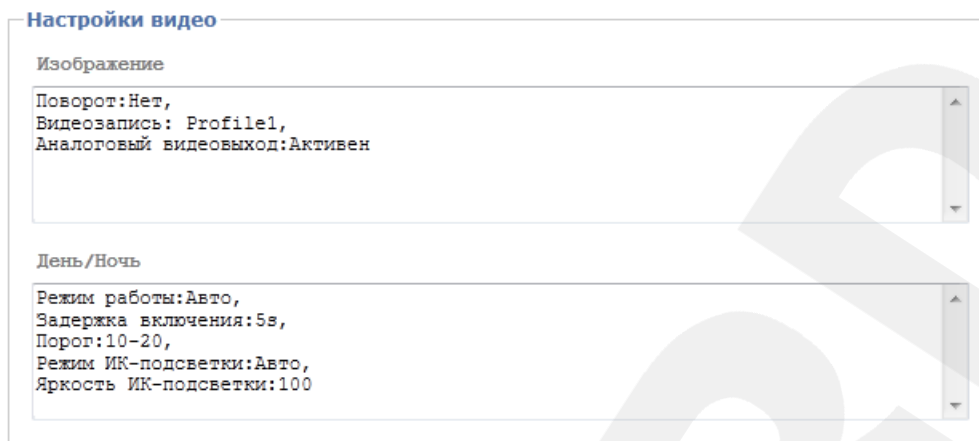 Настройки видео
Изображение
Поворот:Нет,
Видеозапись: Profile1,
Аналоговый видеовыход:Активен
День/Ночь
Режим работы:Авто,
Задержка включения:5s,
Порог:10-20,
Режим ИК-подсветки:Авто,
Яркость ИК-подсветки:100